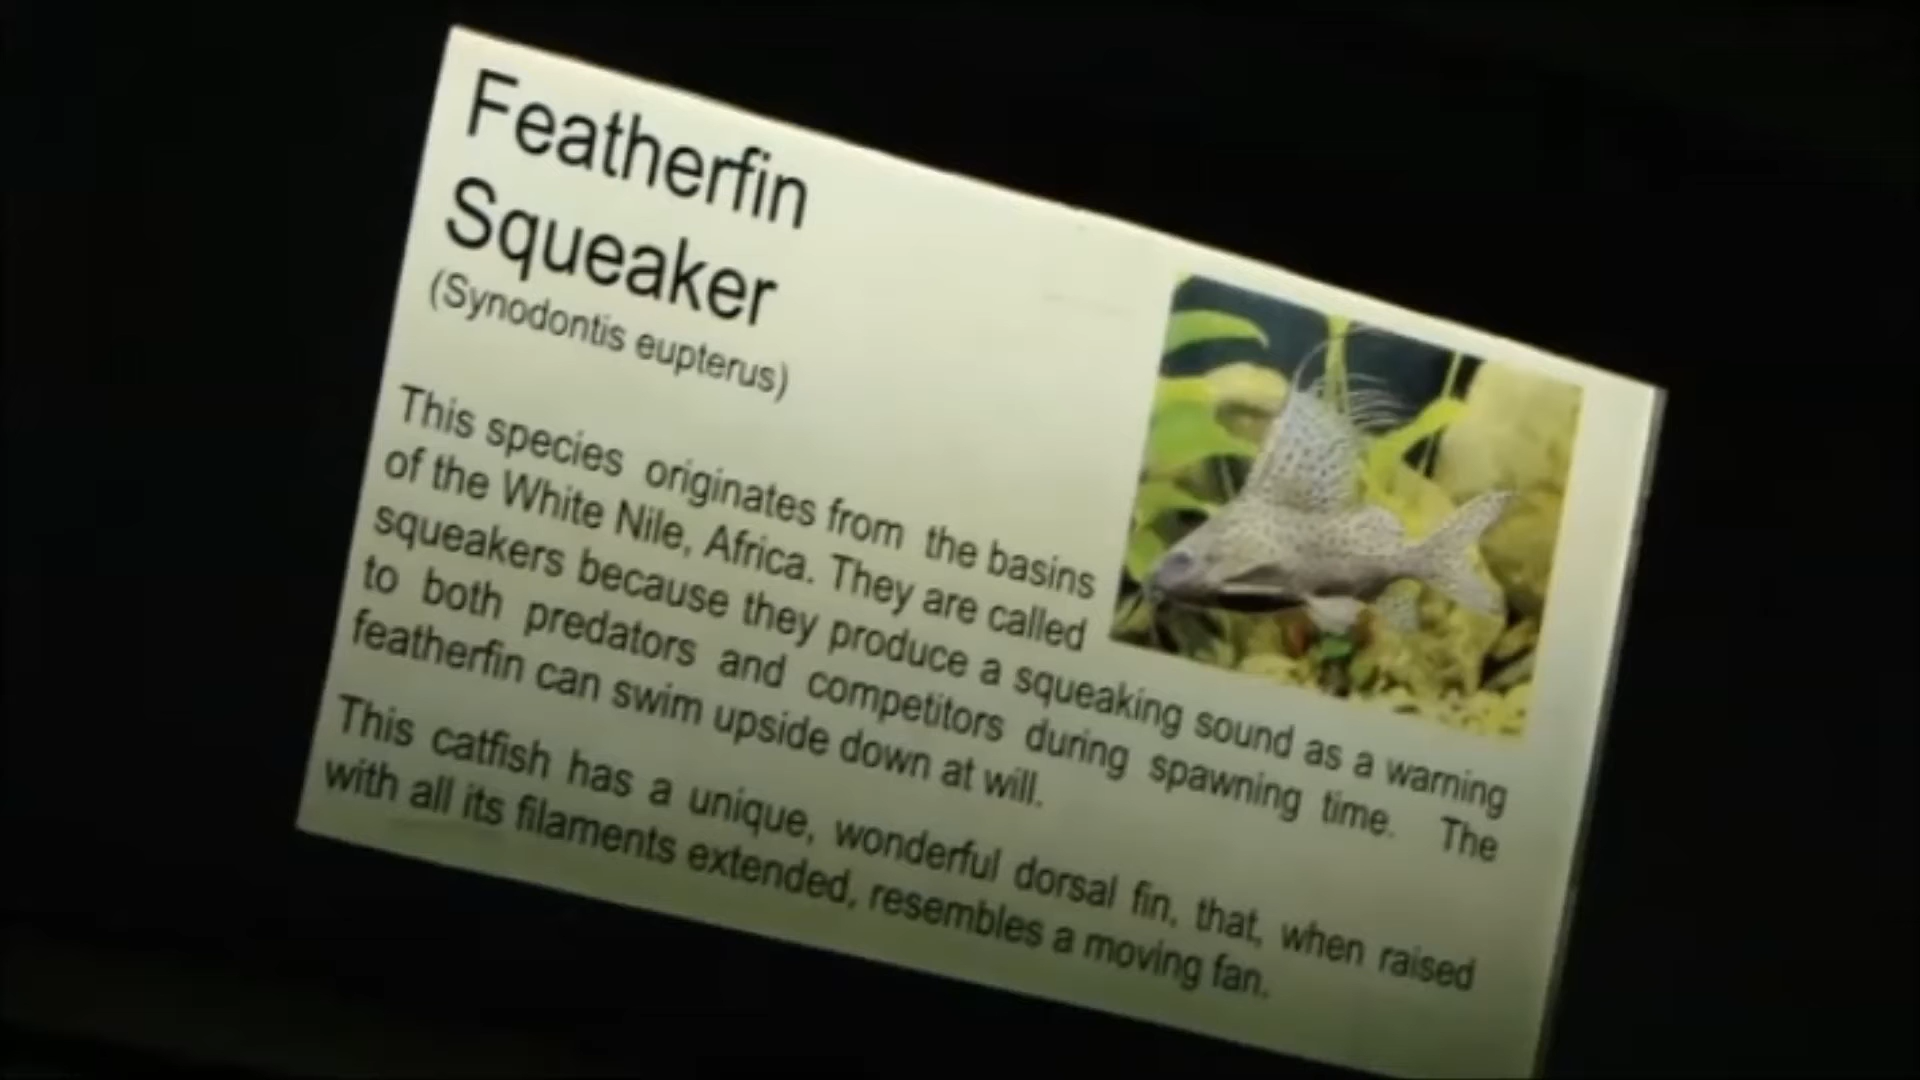 Featherfin
Squeaker
(Synodontis eupterus)
This species originates from the basins
of the White Nile, Africa. They are called
squeakers because they produce a squeaking sound as a warning
to both predators and competitors during spawning time. The
featherfin can swim upside down at will.
This catfish has a unique, wonderful dorsal fin, that, when raised
with all its filaments extended, resembles a moving fan.